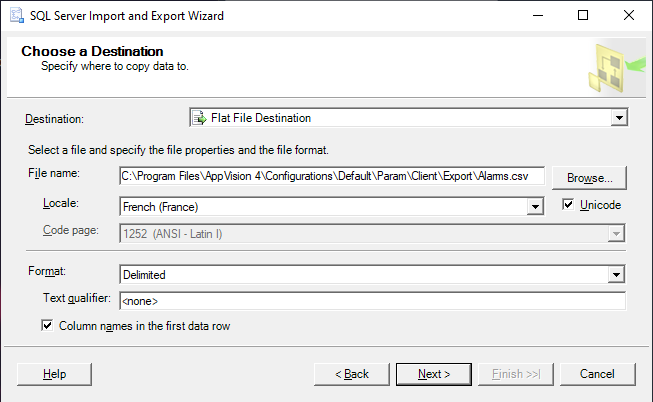 SQL Server Import and Export Wizard
Choose a Destination
Specify where to copy data to.
Destination: Flat File Destination
Select a file and specify the file properties and the file format.
File name: C:\Program Files\AppVision 4\Configurations\Default\Param\Client\Export\Alarms.csv Browse...
Locale: French (France) Unicode
Code page: 1252 (ANSI - Latin I)
Format: Delimited
Text qualifier: <none>
Column names in the first data row
Help < Back Next > Finish >>| Cancel